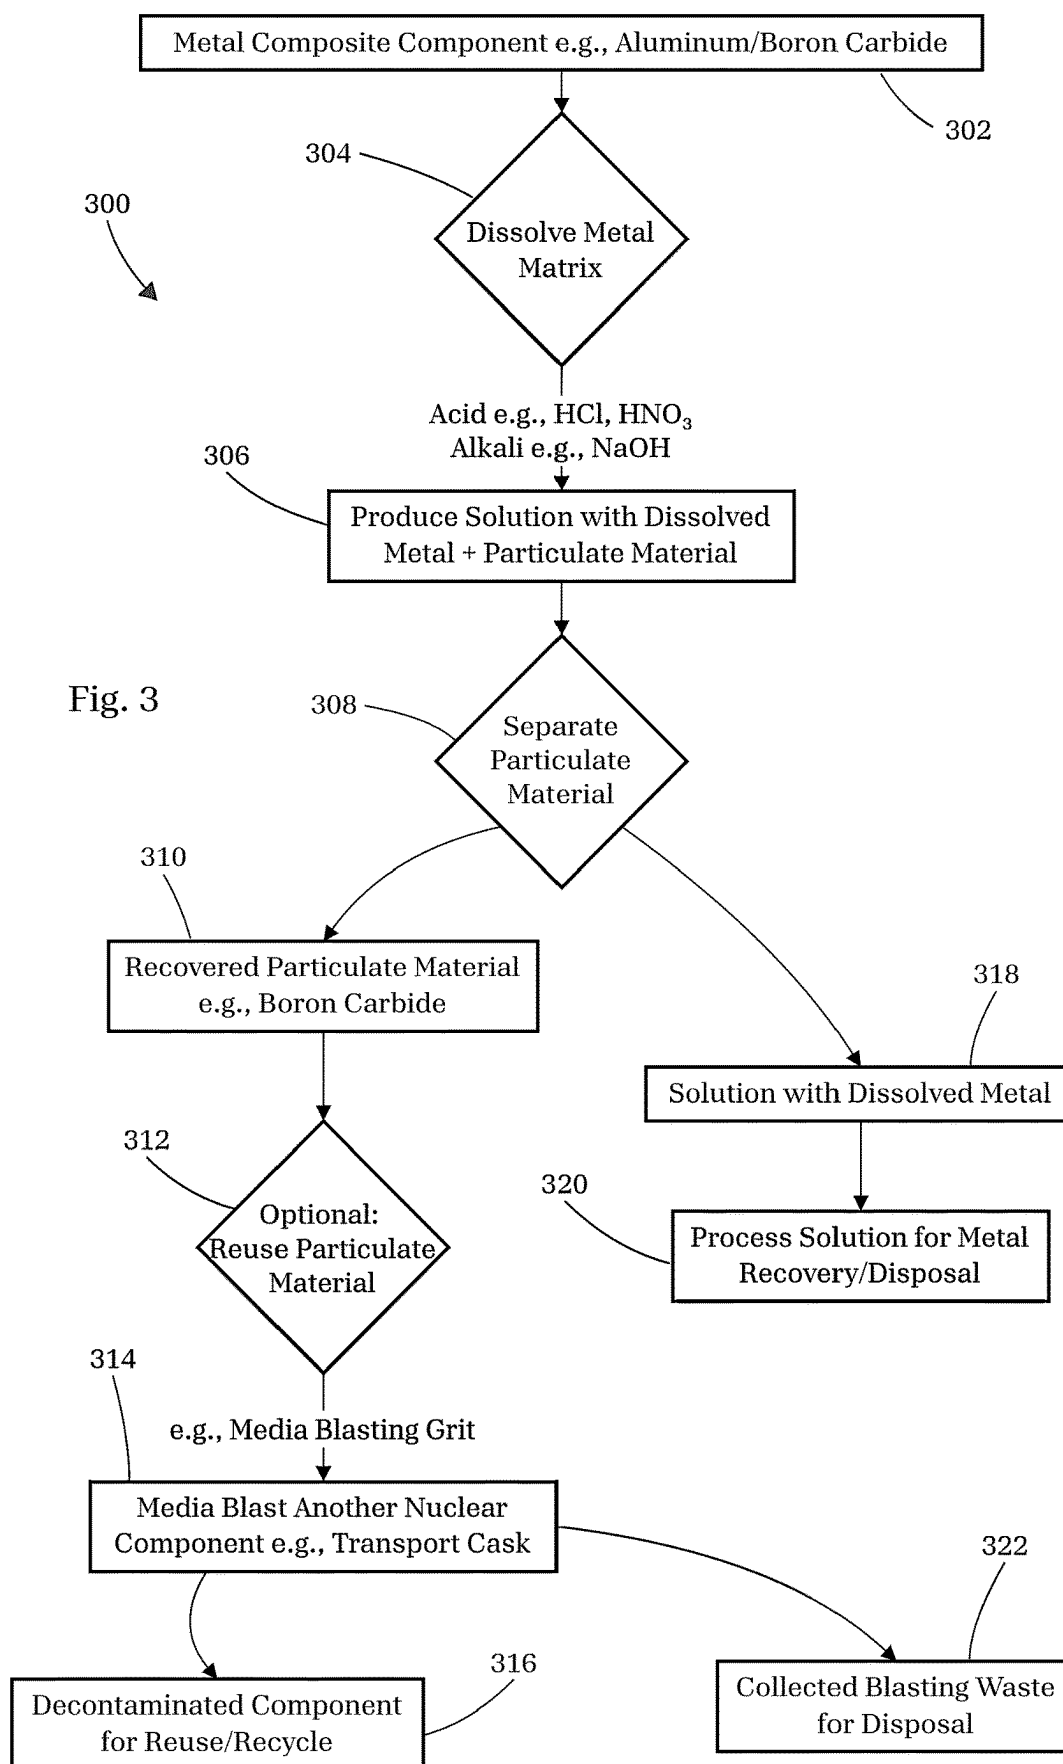 Metal Composite Component e.g., Aluminum/Boron Carbide
302
304
300
Dissolve Metal
Matrix
Acid e.g., HCl, HNO₃
Alkali e.g., NaOH
306
Produce Solution with Dissolved
Metal + Particulate Material
Fig. 3
308
Separate
Particulate
Material
310
Recovered Particulate Material
e.g., Boron Carbide
318
Solution with Dissolved Metal
312
Optional:
Reuse Particulate
Material
320
Process Solution for Metal
Recovery/Disposal
314
e.g., Media Blasting Grit
Media Blast Another Nuclear
Component e.g., Transport Cask
322
316
Decontaminated Component
for Reuse/Recycle
Collected Blasting Waste
for Disposal